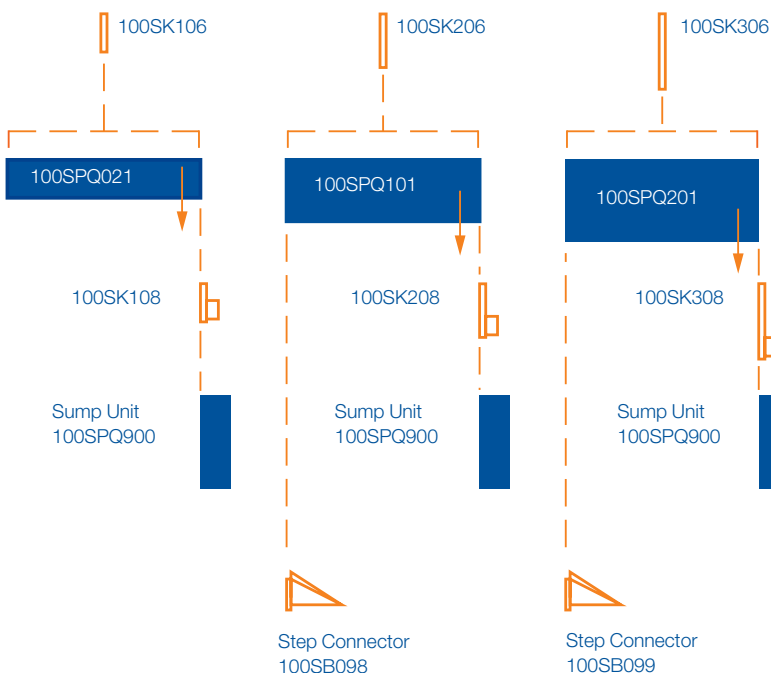 100SK106
100SK206
100SK306
100SPQ021
100SPQ101
100SPQ201
100SK108
100SK208
100SK308
Sump Unit
100SPQ900
Sump Unit
100SPQ900
Sump Unit
100SPQ900
Step Connector
100SB098
Step Connector
100SB099